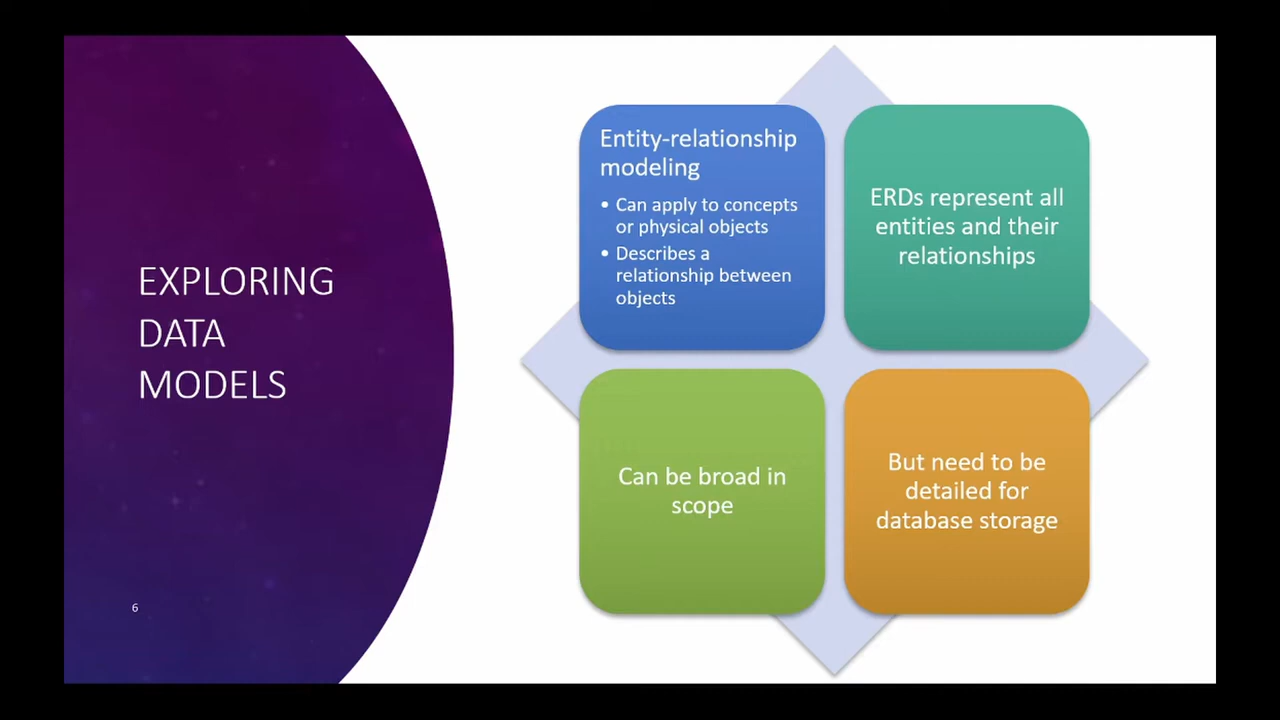 EXPLORING
DATA
MODELS
6
Entity-relationship
modeling
• Can apply to concepts
or physical objects
• Describes a
relationship between
objects
ERDs represent all
entities and their
relationships
Can be broad in
scope
But need to be
detailed for
database storage